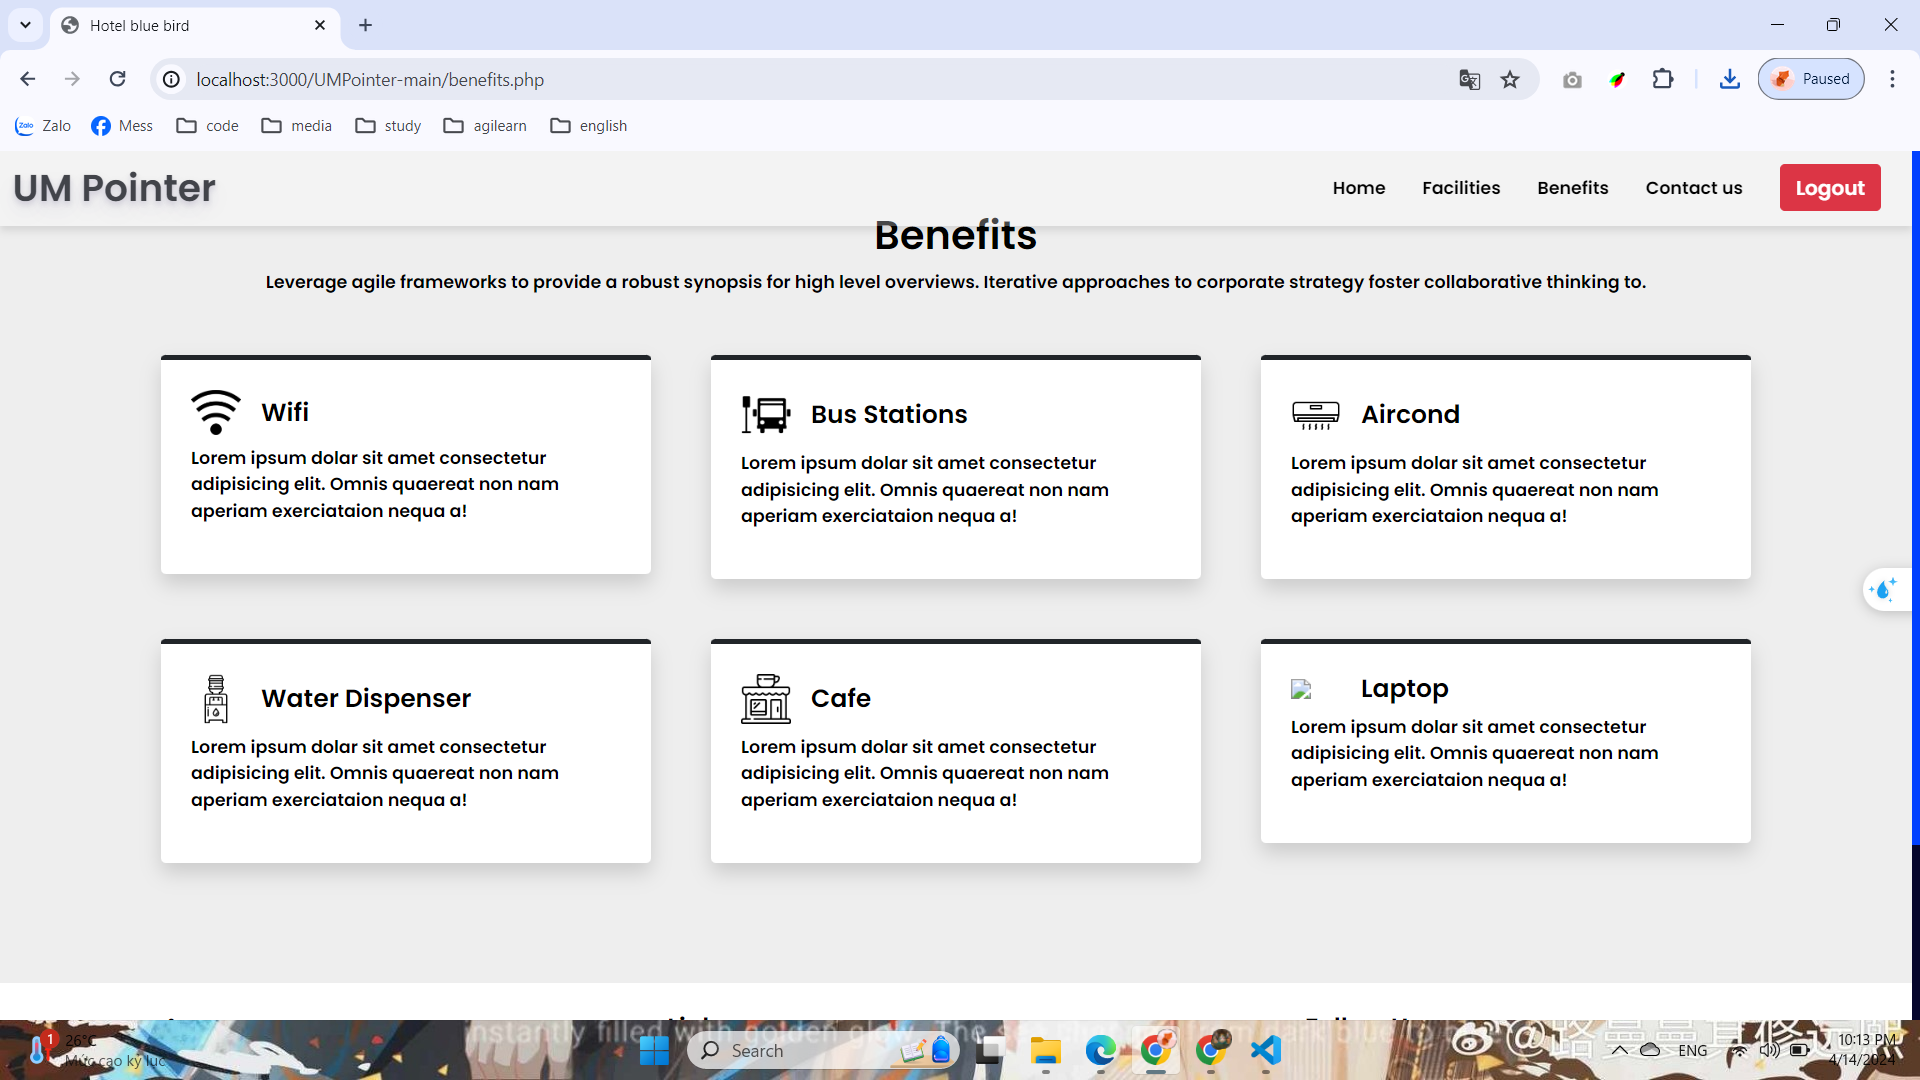 Hotel blue bird
localhost:3000/UMPointer-main/benefits.php
Paused
Zalo
Zalo
Mess
code
media
study
agilearn
english
UM Pointer
Home
Facilities
Benefits
Contact us
Logout
Benefits
Leverage agile frameworks to provide a robust synopsis for high level overviews. Iterative approaches to corporate strategy foster collaborative thinking to.
Wifi
Lorem ipsum dolar sit amet consectetur
adipisicing elit. Omnis quaereat non nam
aperiam exerciataion nequa a!
Bus Stations
Lorem ipsum dolar sit amet consectetur
adipisicing elit. Omnis quaereat non nam
aperiam exerciataion nequa a!
Aircond
Lorem ipsum dolar sit amet consectetur
adipisicing elit. Omnis quaereat non nam
aperiam exerciataion nequa a!
Water Dispenser
Lorem ipsum dolar sit amet consectetur
adipisicing elit. Omnis quaereat non nam
aperiam exerciataion nequa a!
Cafe
Lorem ipsum dolar sit amet consectetur
adipisicing elit. Omnis quaereat non nam
aperiam exerciataion nequa a!
Laptop
Lorem ipsum dolar sit amet consectetur
adipisicing elit. Omnis quaereat non nam
aperiam exerciataion nequa a!
instantly filled with golden glow. The
1
26°C
Mức cao kỷ lục
Search
ENG
10:13 PM
4/14/2024